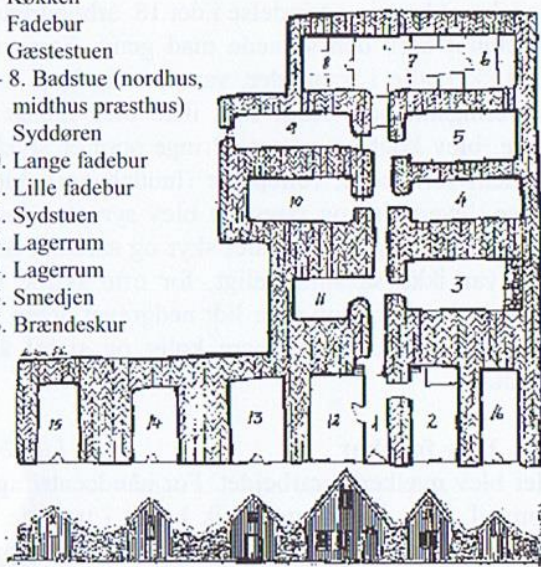 Fadebur
Gæstestuen
8. Badstue (nordhus,
midthus præsthus)
Syddøren
Lange fadebur
Lille fadebur
Sydstuen
Lagerrum
Lagerrum
Smedjen
Brændeskur
8 7 6
9 5
10 4
11 3
15 14 13 12 1 2 16